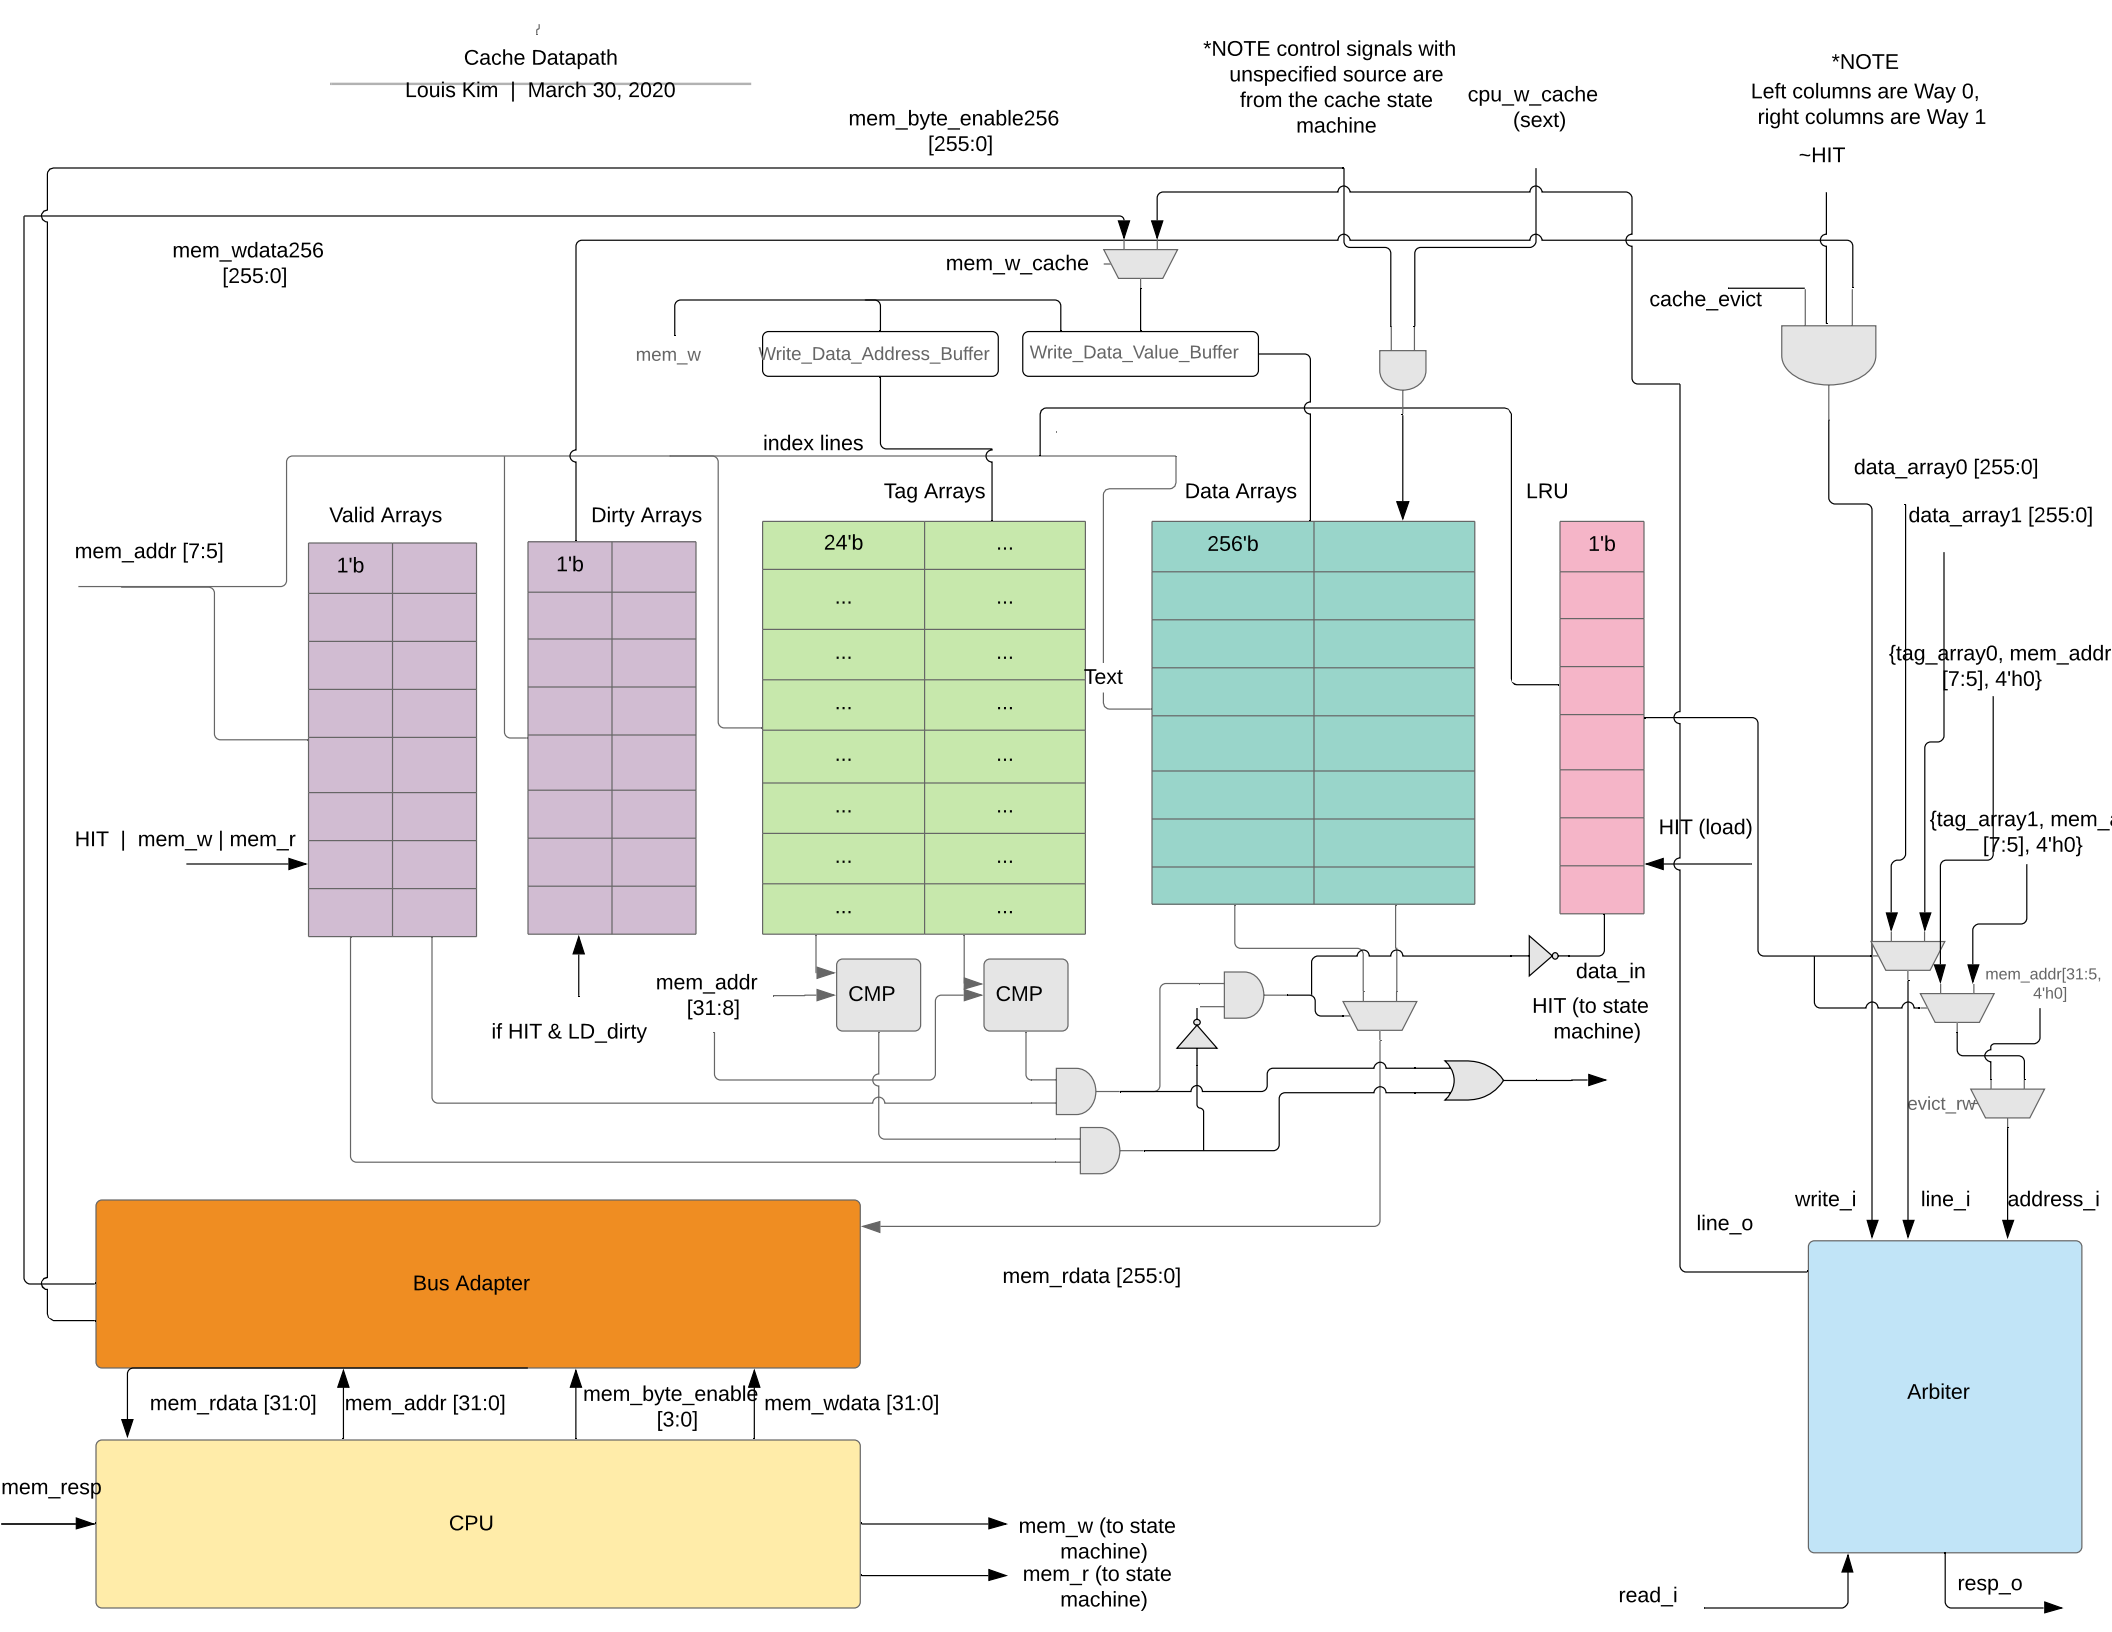 Cache Datapath
Louis Kim | March 30, 2020
*NOTE control signals with
unspecified source are
from the cache state
machine
cpu_w_cache
(sext)
*NOTE
Left columns are Way 0,
right columns are Way 1
~HIT
mem_byte_enable256
[255:0]
mem_wdata256
[255:0]
mem_w_cache
cache_evict
mem_w
Write_Data_Address_Buffer
Write_Data_Value_Buffer
index lines
data_array0 [255:0]
data_array1 [255:0]
Valid Arrays
Dirty Arrays
Tag Arrays
Data Arrays
LRU
mem_addr [7:5]
1'b
1'b
24'b
...
256'b
1'b
... ...
... ...
... ...
... ...
... ...
... ...
... ...
Text
{tag_array0, mem_addr
[7:5], 4'h0}
{tag_array1, mem_a
[7:5], 4'h0}
HIT | mem_w | mem_r
HIT (load)
if HIT & LD_dirty
mem_addr
[31:8]
CMP
CMP
data_in
HIT (to state
machine)
mem_addr[31:5,
4'h0]
evict_rw
write_i
line_i
address_i
line_o
Bus Adapter
mem_rdata [255:0]
Arbiter
mem_rdata [31:0]
mem_addr [31:0]
mem_byte_enable
[3:0]
mem_wdata [31:0]
mem_resp
CPU
mem_w (to state
machine)
mem_r (to state
machine)
read_i
resp_o